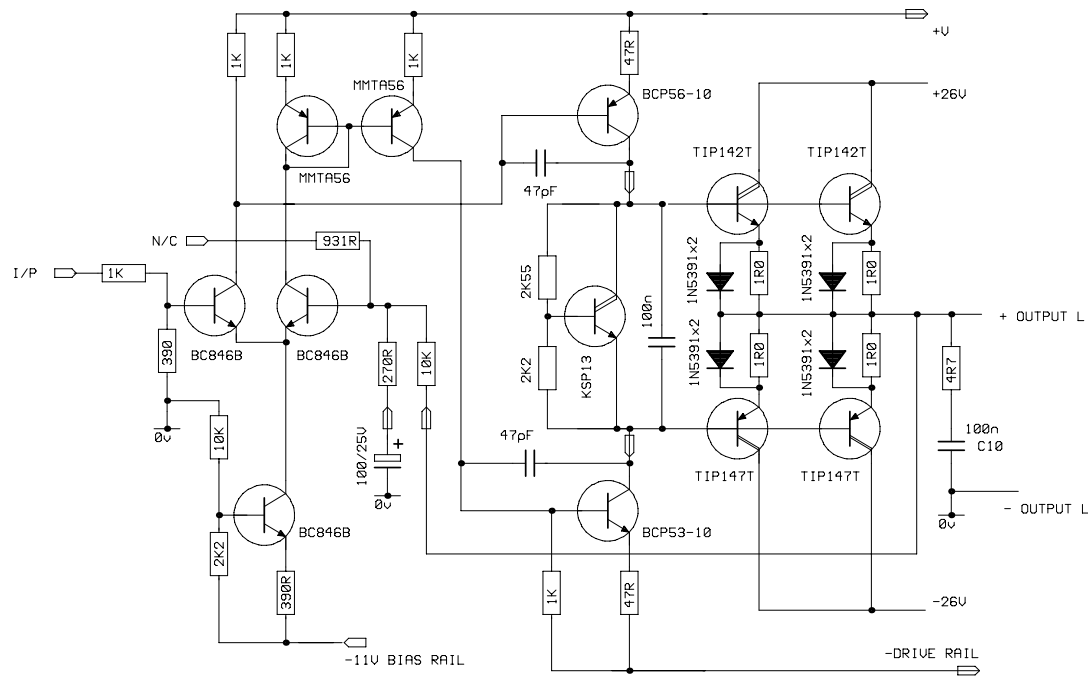 +V
1K
1K
1K
47R
MMTA56
BCP56-10
+26V
MMTA56
47pF
TIP142T
TIP142T
N/C
931R
I/P
1K
2K55
100n
1N5391x2
1R0
1N5391x2
1R0
+ OUTPUT L
390
BC846B
BC846B
270R
10K
2K2
KSP13
1N5391x2
1R0
1N5391x2
1R0
4R7
0v
10K
100/25V
+
47pF
100n
C10
TIP147T
TIP147T
0v
- OUTPUT L
0v
BC846B
BCP53-10
2K2
390R
1K
47R
-26V
-11V BIAS RAIL
-DRIVE RAIL